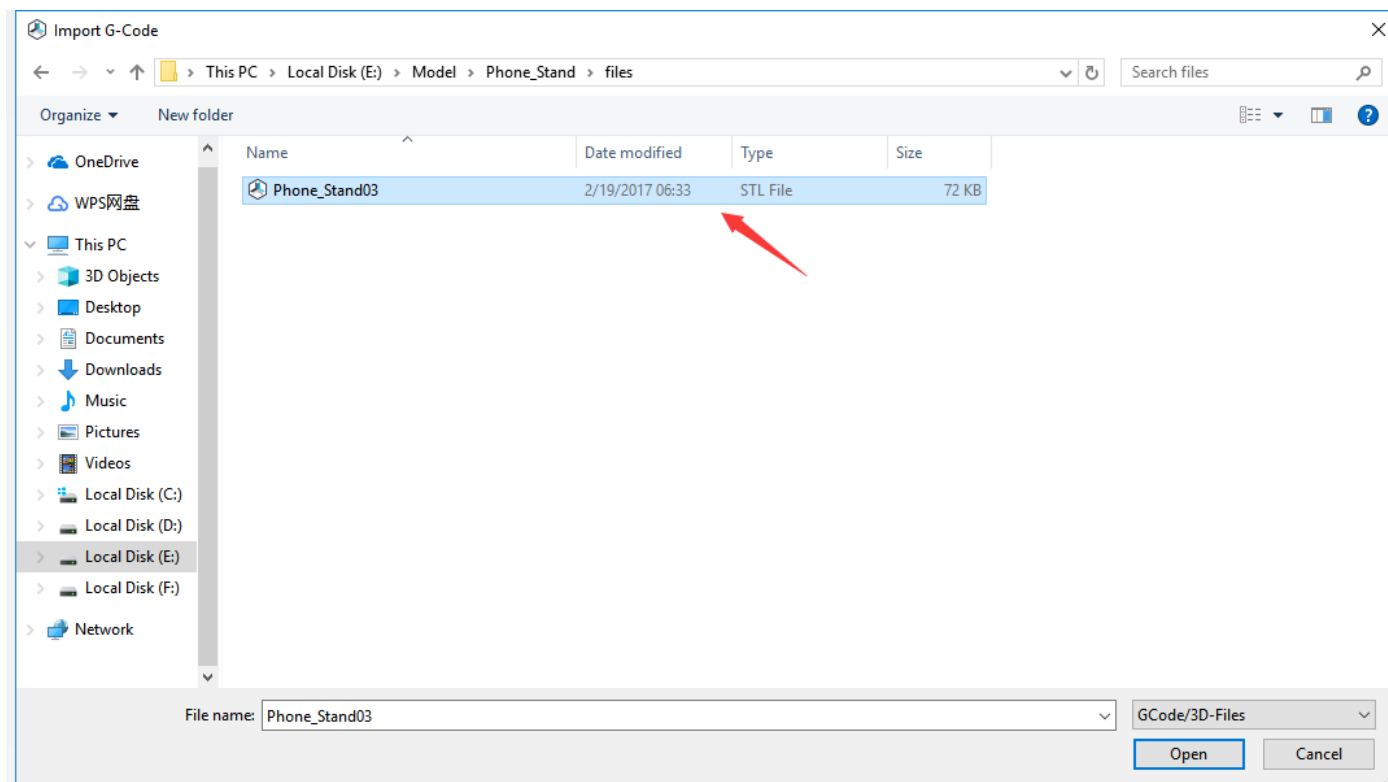 Import G-Code
This PC > Local Disk (E:) > Model > Phone_Stand > files
Search files
Organize
New folder
?
Name
Date modified
Type
Size
Phone_Stand03
2/19/2017 06:33
STL File
72 KB
OneDrive
WPS网盘
This PC
3D Objects
Desktop
Documents
Downloads
Music
Pictures
Videos
Local Disk (C:)
Local Disk (D:)
Local Disk (E:)
Local Disk (F:)
Network
File name:
Phone_Stand03
GCode/3D-Files
Open
Cancel